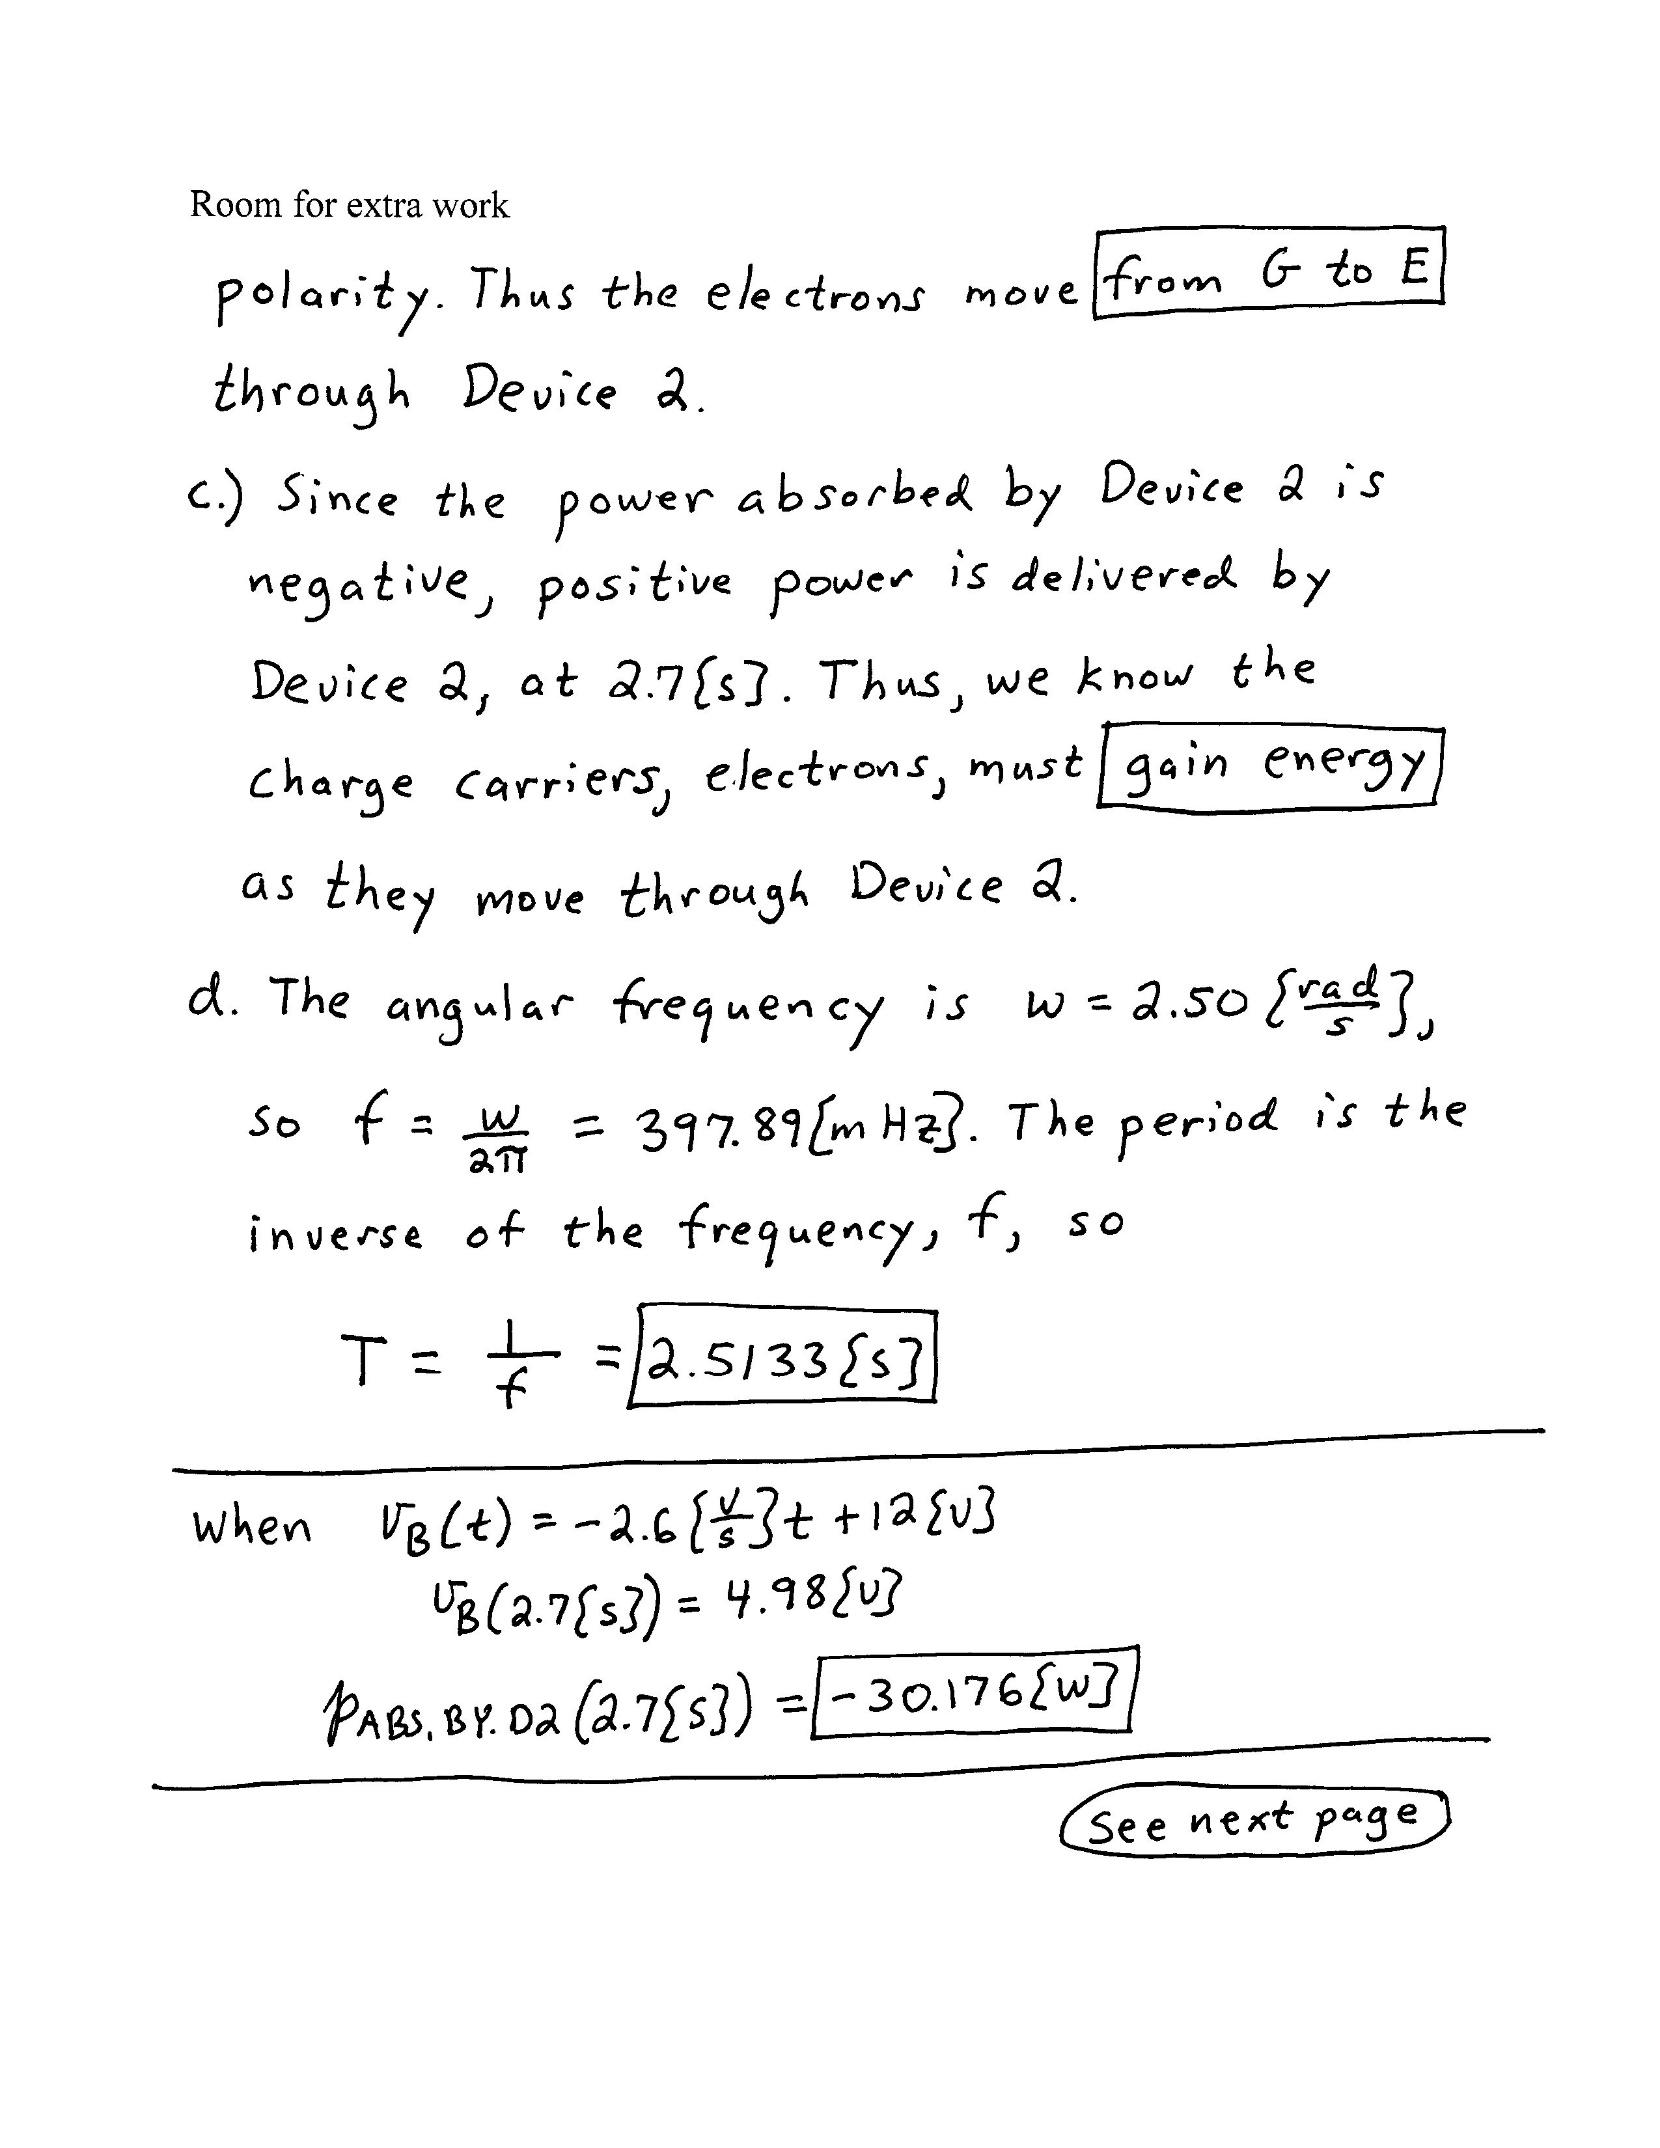 Room for extra work
polarity. Thus the electrons move from G to E
through Device 2.
c.) Since the power absorbed by Device 2 is
negative, positive power is delivered by
Device 2, at 2.7{s}. Thus, we know the
charge carriers, electrons, must gain energy
as they move through Device 2.
d. The angular frequency is ω = 2.50 {rad/s},
so f = ω/2π = 397.89{mHz}. The period is the
inverse of the frequency, f, so
T = 1/f = 2.5133{s}
When v_B(t) = -2.6{v/s}t + 12{v}
v_B(2.7{s}) = 4.98{v}
p_ABS.BY.D2(2.7{s}) = -30.176{W}
See next page